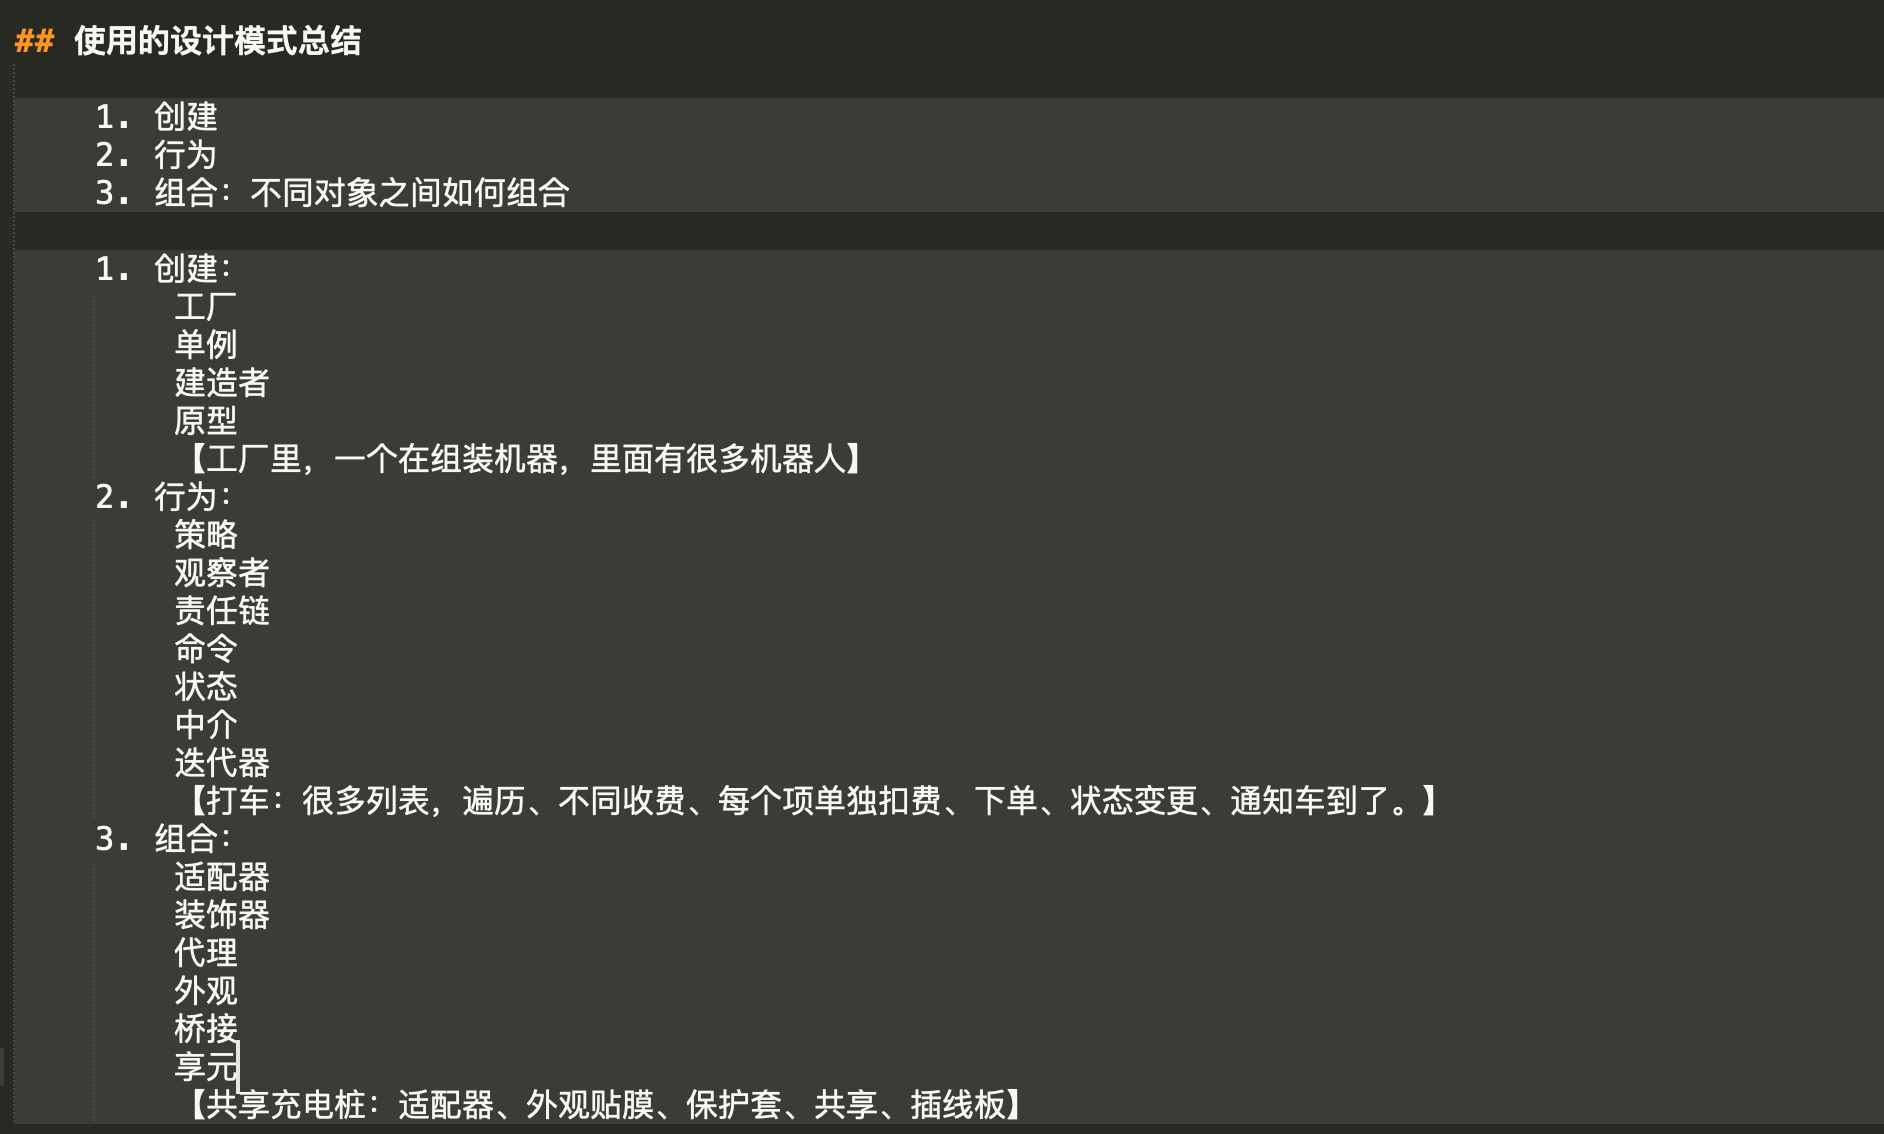 ## 使用的设计模式总结
1. 创建
2. 行为
3. 组合：不同对象之间如何组合
1. 创建：
工厂
单例
建造者
原型
【工厂里，一个在组装机器，里面有很多机器人】
2. 行为：
策略
观察者
责任链
命令
状态
中介
迭代器
【打车：很多列表，遍历、不同收费、每个项单独扣费、下单、状态变更、通知车到了。】
3. 组合：
适配器
装饰器
代理
外观
桥接
享元
【共享充电桩：适配器、外观贴膜、保护套、共享、插线板】